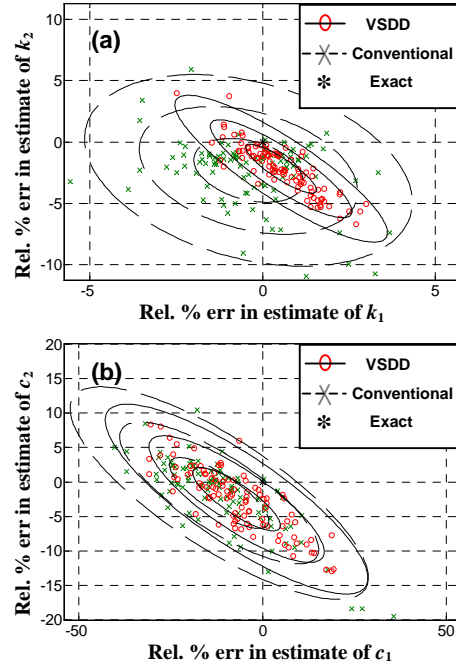 (a)
VSDD
Conventional
Exact
Rel. % err in estimate of k2
10
5
0
-5
-10
-5
0
5
Rel. % err in estimate of k1
(b)
VSDD
Conventional
Exact
Rel. % err in estimate of c2
20
15
10
5
0
-5
-10
-15
-20
-50
0
50
Rel. % err in estimate of c1